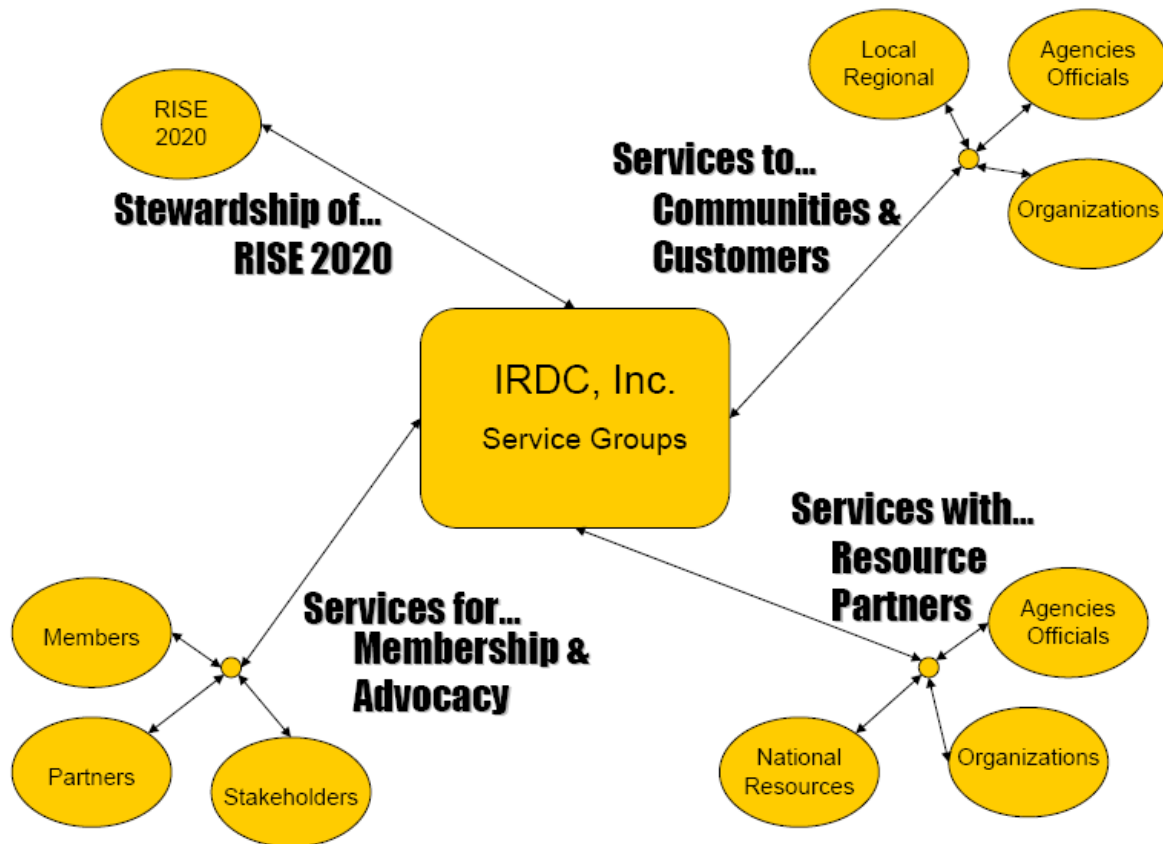 RISE
2020
Stewardship of...
RISE 2020
Local
Regional
Agencies
Officials
Organizations
Services to...
Communities &
Customers
IRDC, Inc.
Service Groups
Members
Partners
Stakeholders
Services for...
Membership &
Advocacy
Services with...
Resource
Partners
Agencies
Officials
National
Resources
Organizations